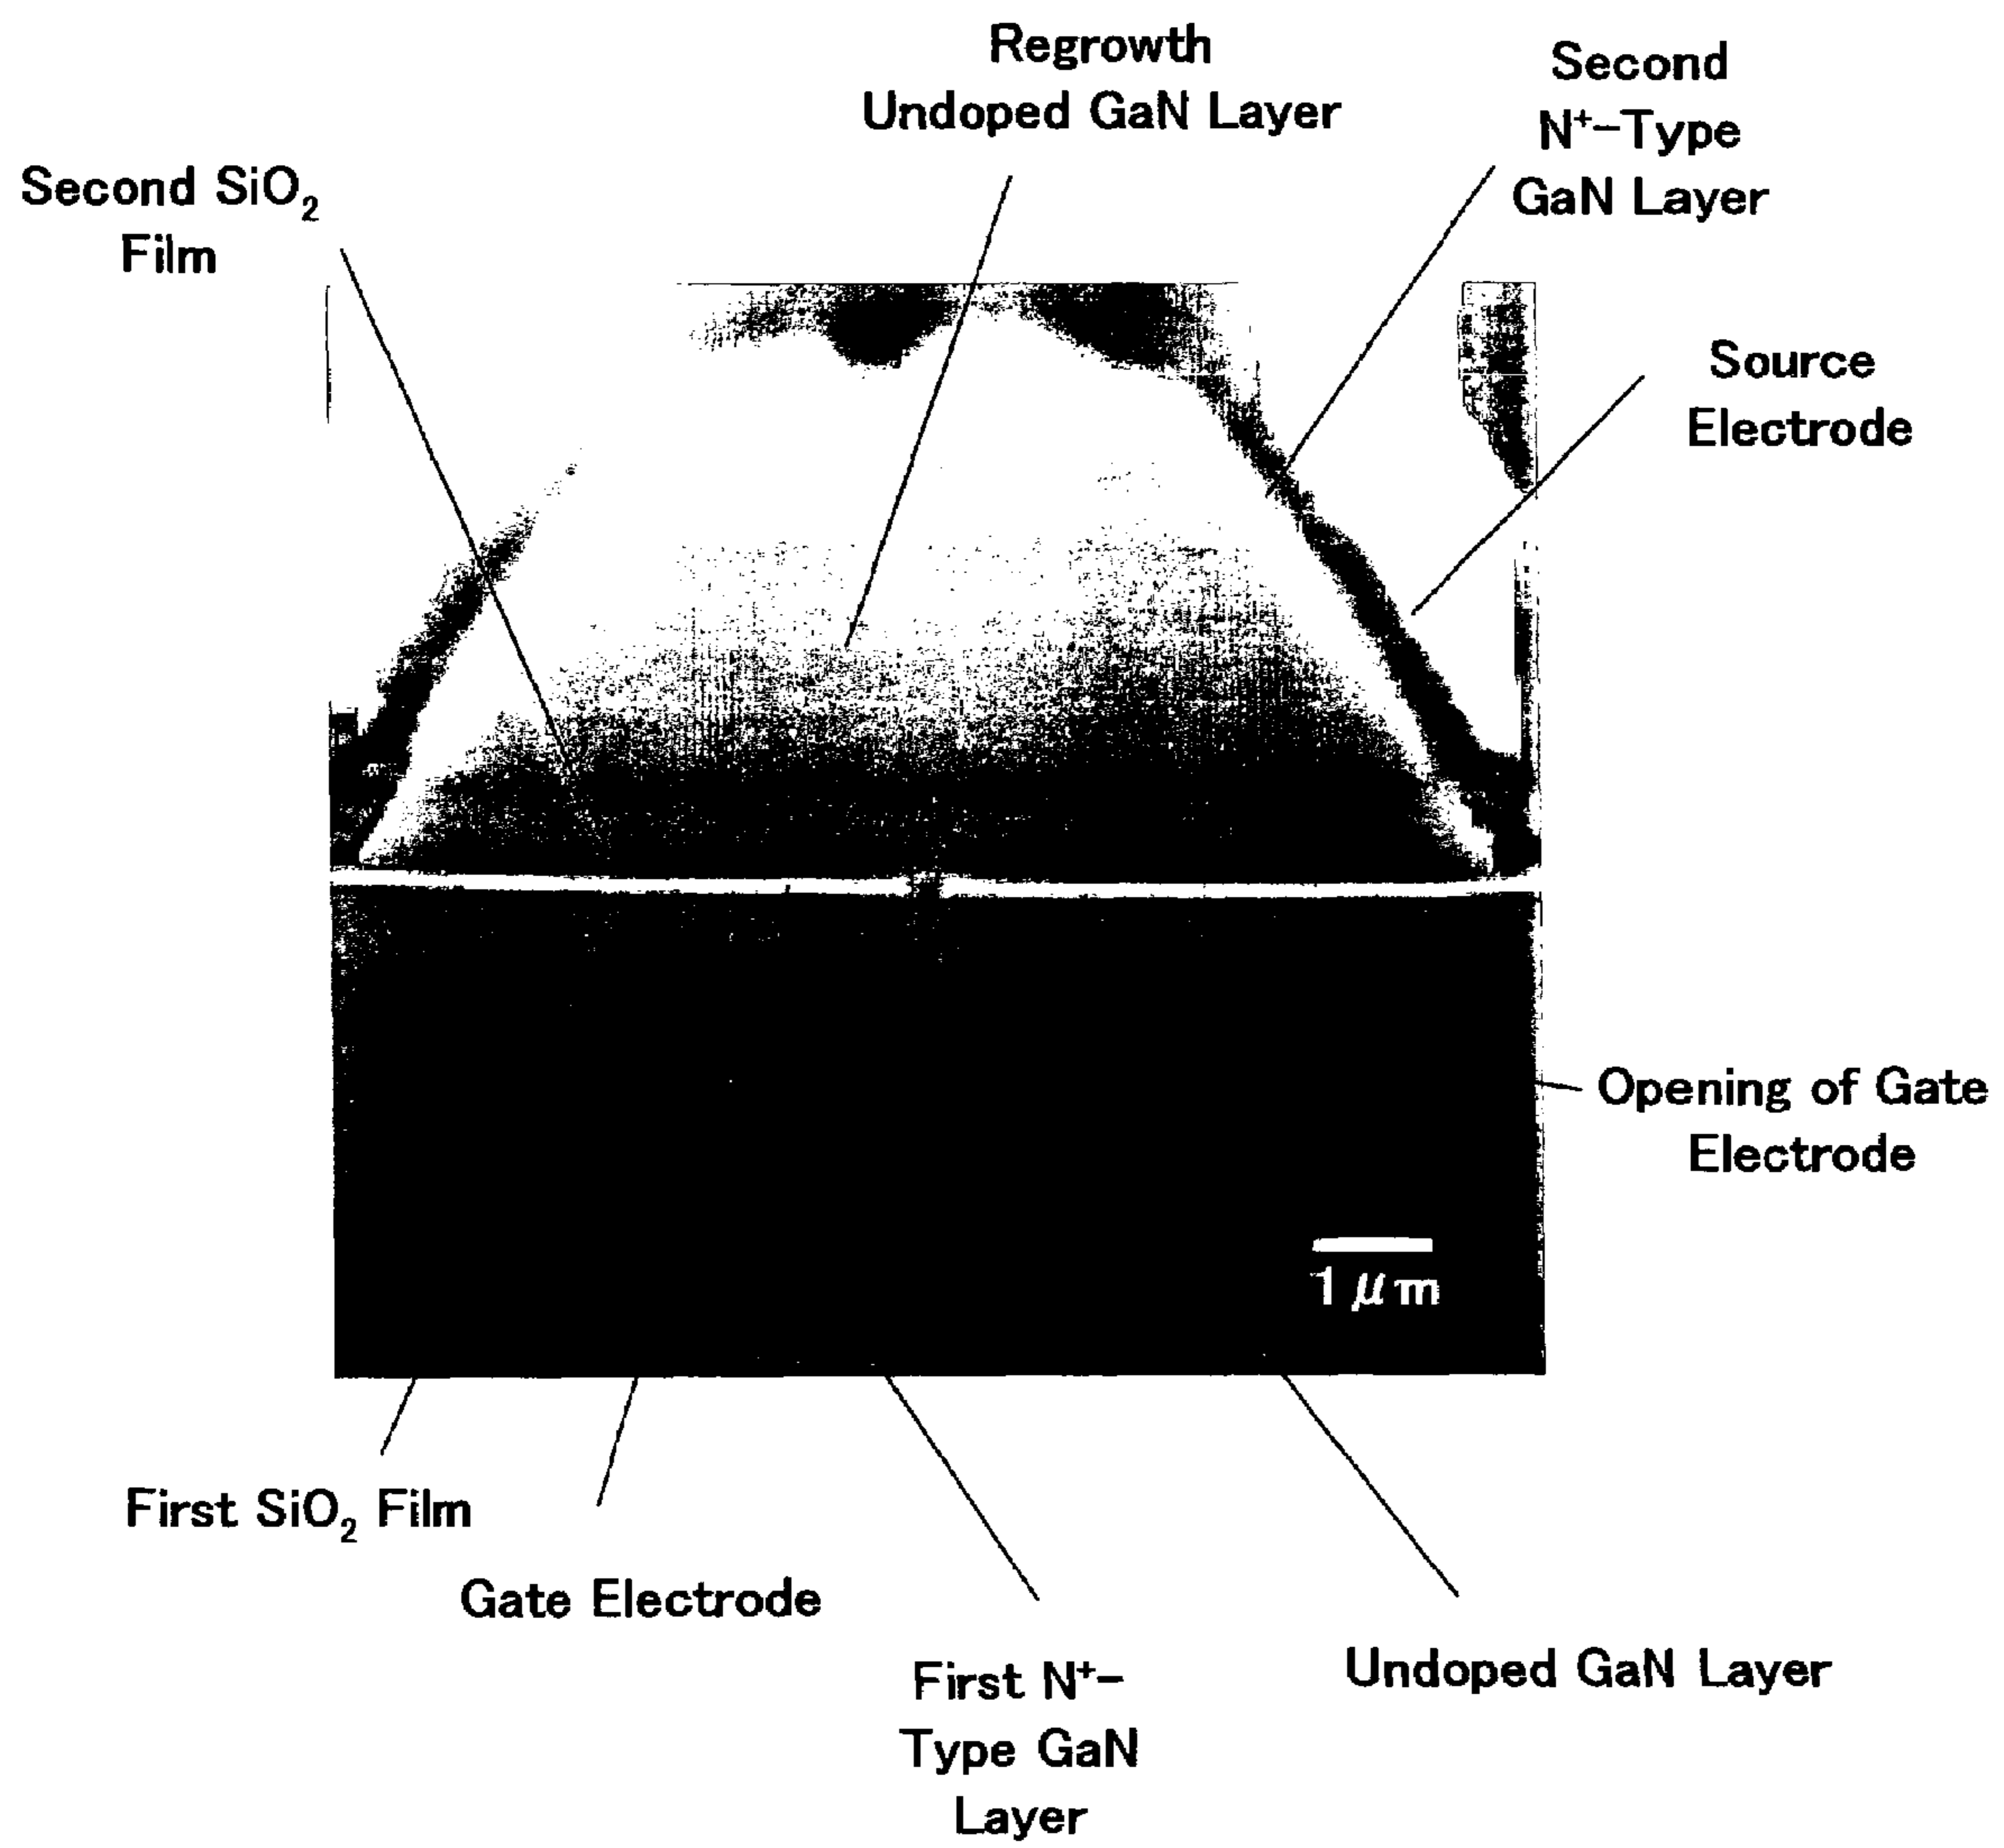 Regrowth
Undoped GaN Layer
Second
N⁺-Type
GaN Layer
Second SiO₂
Film
Source
Electrode
Opening of Gate
Electrode
1 μm
First SiO₂ Film
Gate Electrode
First N⁺-
Type GaN
Layer
Undoped GaN Layer